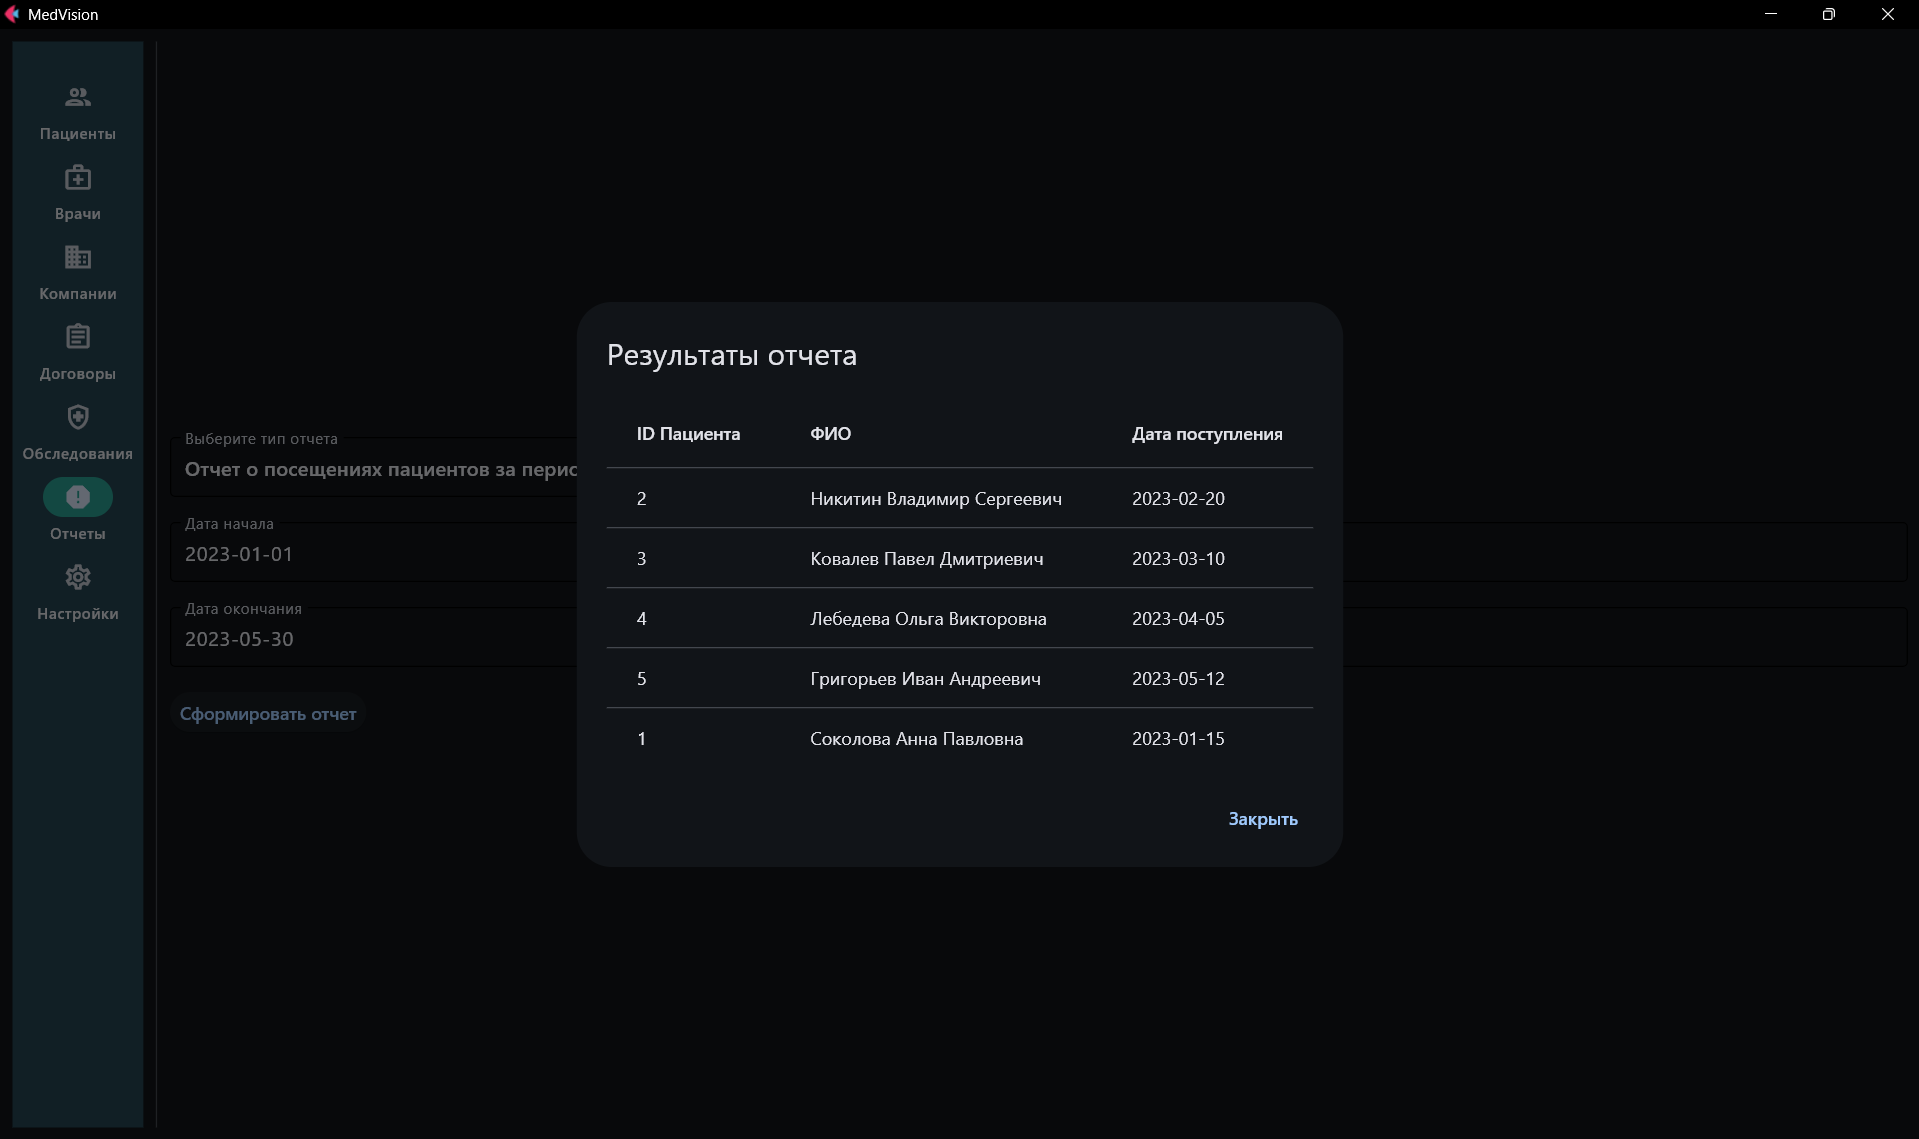 MedVision
Пациенты
Врачи
Компании
Договоры
Обследования
Отчеты
Настройки
Выберите тип отчета
Отчет о посещениях пациентов за
Дата начала
2023-01-01
Дата окончания
2023-05-30
Сформировать отчет
Результаты отчета
ID Пациента ФИО Дата поступления
2 Никитин Владимир Сергеевич 2023-02-20
3 Ковалев Павел Дмитриевич 2023-03-10
4 Лебедева Ольга Викторовна 2023-04-05
5 Григорьев Иван Андреевич 2023-05-12
1 Соколова Анна Павловна 2023-01-15
Закрыть